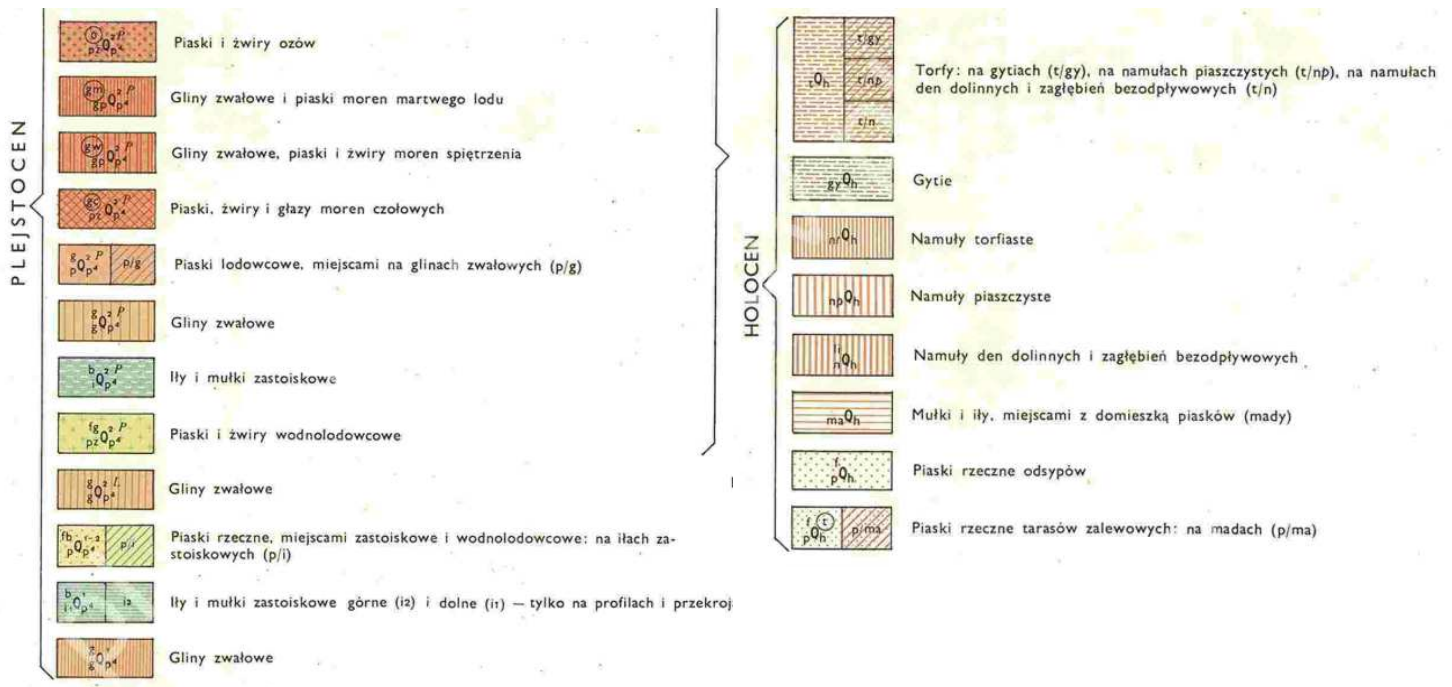 PLEJSTOCEN
Piaski i żwiry ozów
Gliny zwałowe i piaski moren martwego lodu
Gliny zwałowe, piaski i żwiry moren spiętrzenia
Piaski, żwiry i głazy moren czołowych
p/g
Piaski lodowcowe, miejscami na glinach zwałowych (p/g)
Gliny zwałowe
Iły i mułki zastoiskowe
Piaski i żwiry wodnolodowcowe
Gliny zwałowe
p/i
Piaski rzeczne, miejscami zastoiskowe i wodnolodowcowe: na iłach za-
stoiskowych (p/i)
i2
Iły i mułki zastoiskowe górne (i2) i dolne (i1) — tylko na profilach i przekroj
Gliny zwałowe
HOLOCEN
tQh
t/gy
t/np
t/n
Torfy: na gytiach (t/gy), na namułach piaszczystych (t/np), na namułach
den dolinnych i zagłębień bezodpływowych (t/n)
gyQh
Gytie
Namuły torfiaste
npQh
Namuły piaszczyste
Namuły den dolinnych i zagłębień bezodpływowych
maQh
Mułki i iły, miejscami z domieszką piasków (mady)
Piaski rzeczne odsypów
p/ma
Piaski rzeczne tarasów zalewowych: na madach (p/ma)